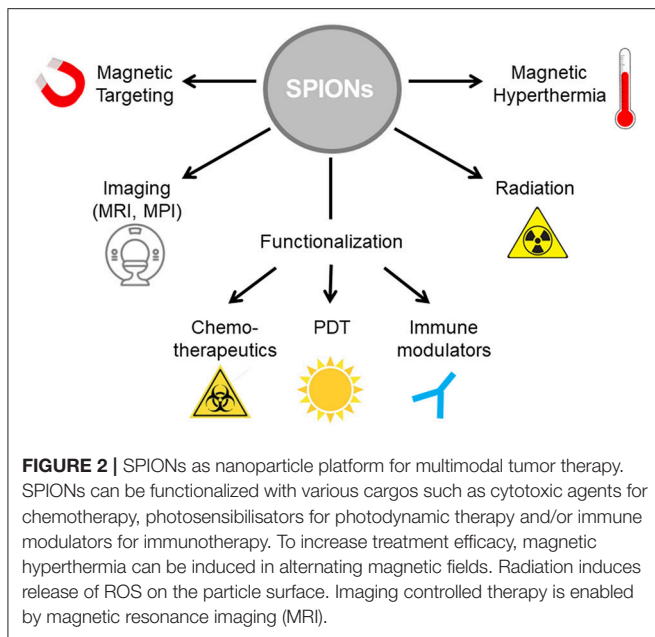 SPIONs
Magnetic
Targeting
Magnetic
Hyperthermia
Imaging
(MRI, MPI)
Radiation
Functionalization
Chemo-
therapeutics
PDT
Immune
modulators
FIGURE 2 | SPIONs as nanoparticle platform for multimodal tumor therapy.
SPIONs can be functionalized with various cargos such as cytotoxic agents for
chemotherapy, photosensibilisators for photodynamic therapy and/or immune
modulators for immunotherapy. To increase treatment efficacy, magnetic
hyperthermia can be induced in alternating magnetic fields. Radiation induces
release of ROS on the particle surface. Imaging controlled therapy is enabled
by magnetic resonance imaging (MRI).